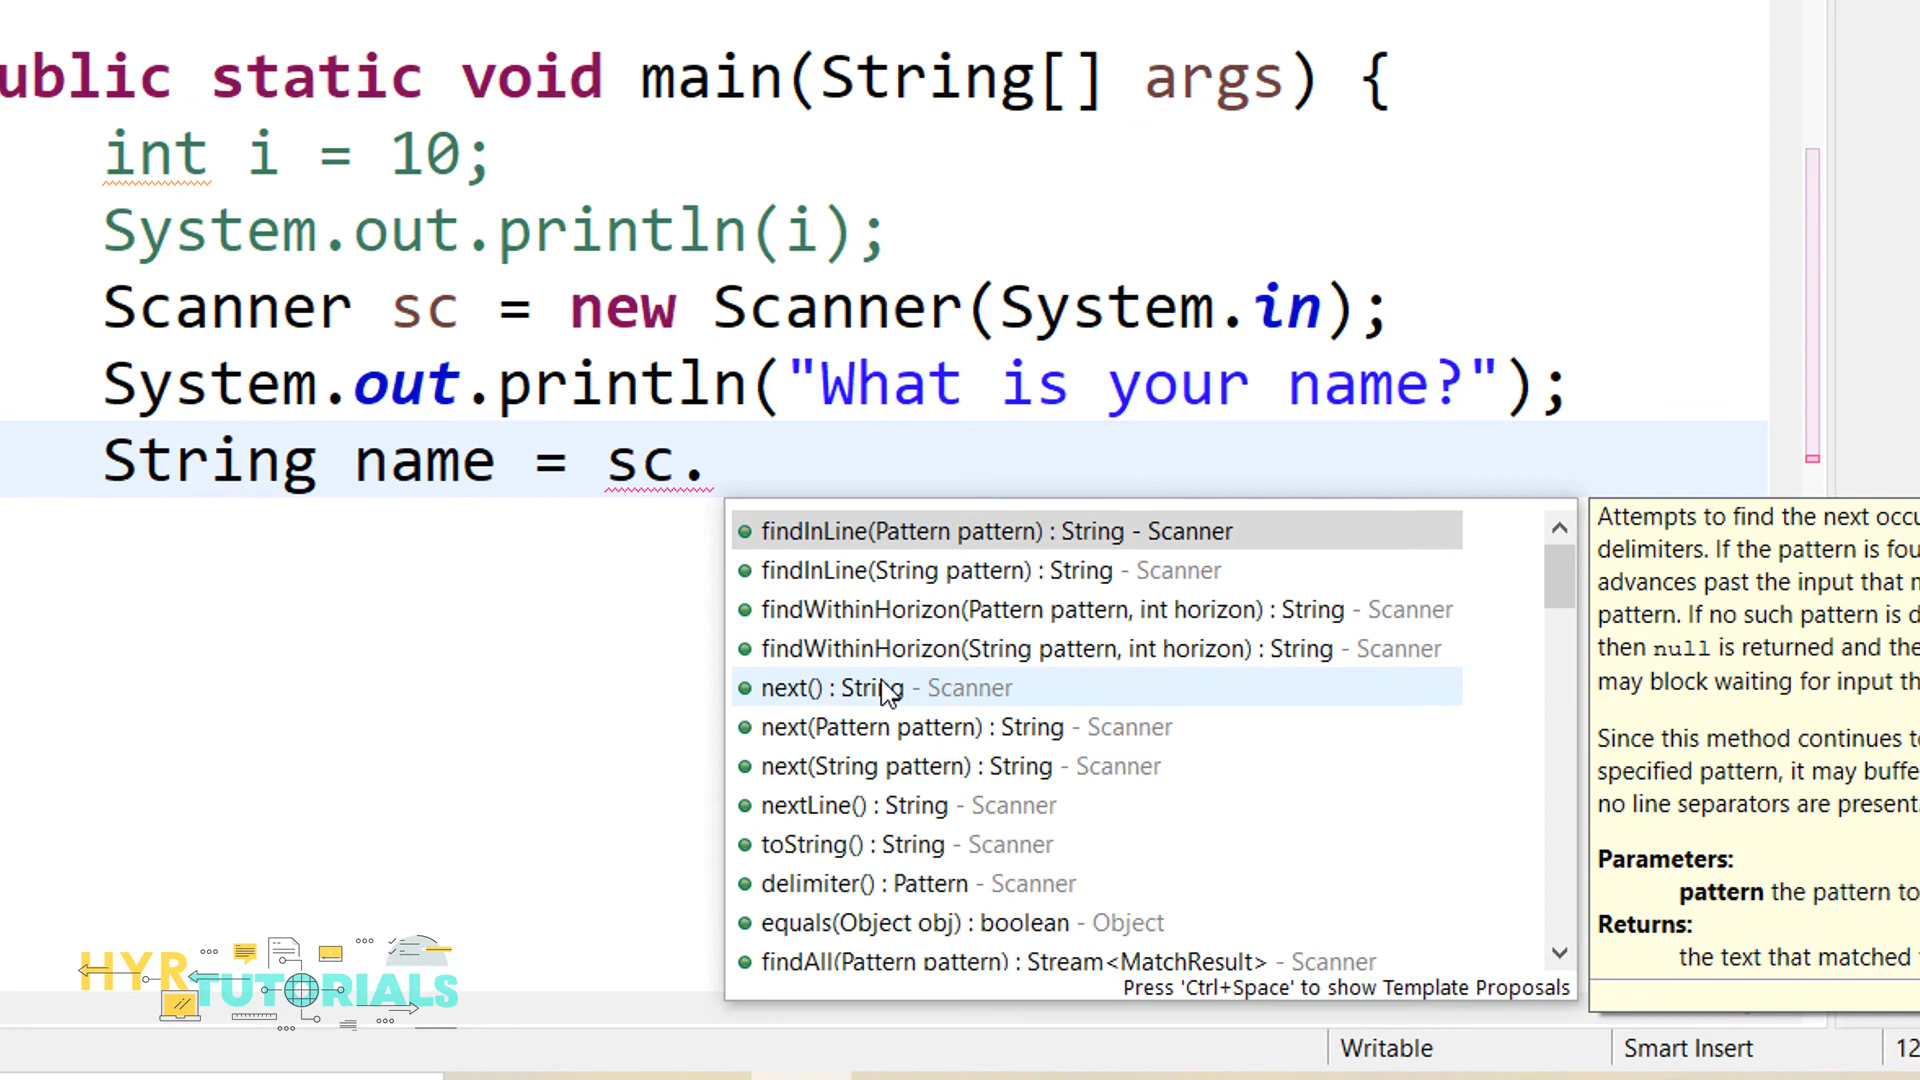 ublic static void main(String[] args) {
int i = 10;
System.out.println(i);
Scanner sc = new Scanner(System.in);
System.out.println("What is your name?");
String name = sc.
findInLine(Pattern pattern) : String - Scanner
findInLine(String pattern) : String - Scanner
findWithinHorizon(Pattern pattern, int horizon) : String - Scanner
findWithinHorizon(String pattern, int horizon) : String - Scanner
next() : String - Scanner
next(Pattern pattern) : String - Scanner
next(String pattern) : String - Scanner
nextLine() : String - Scanner
toString() : String - Scanner
delimiter() : Pattern - Scanner
equals(Object obj) : boolean - Object
findAll(Pattern pattern) : Stream<MatchResult> - Scanner
Press 'Ctrl+Space' to show Template Proposals
Attempts to find the next occu
delimiters. If the pattern is fou
advances past the input that m
pattern. If no such pattern is d
then null is returned and the
may block waiting for input th
Since this method continues to
specified pattern, it may buffe
no line separators are present.
Parameters:
pattern the pattern to
Returns:
the text that matched
HYR
TUTORIALS
Writable
Smart Insert
12